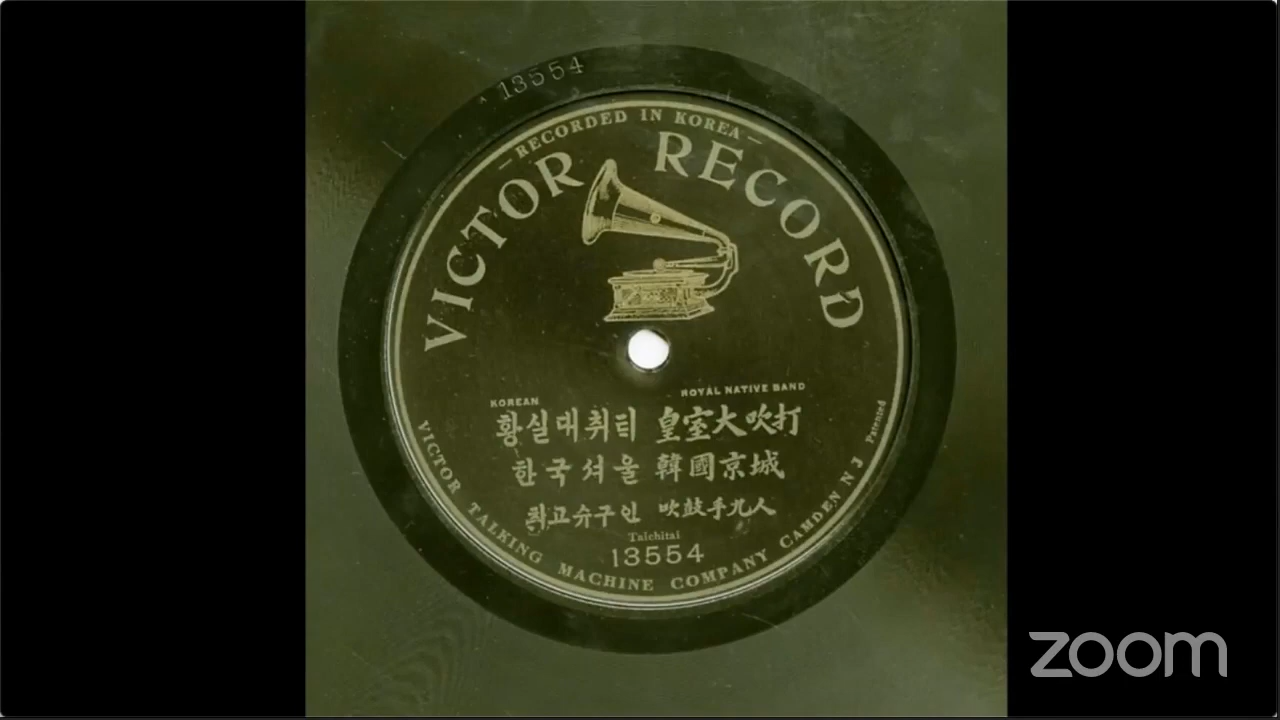 13554
RECORDED IN KOREA
VICTOR RECORD
KOREAN
ROYAL NATIVE BAND
황실대취타 皇室大吹打
한국셔울 韓國京城
취고슈구인 吹鼓手九人
Talchitai
13554
VICTOR TALKING MACHINE COMPANY CAMDEN N J
Patented
zoom